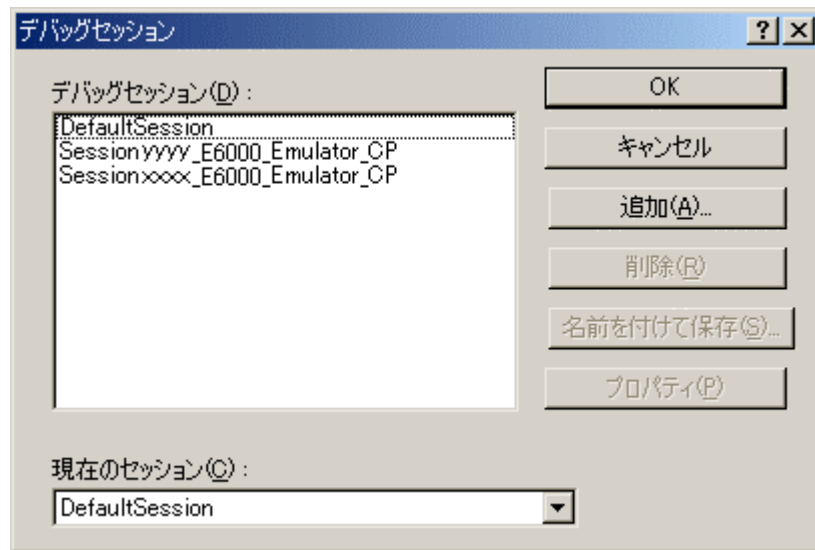 デバッグセッション
デバッグセッション(D) :
DefaultSession
Sessionyyyy_E6000_Emulator_CP
Sessionxxxx_E6000_Emulator_CP
OK
キャンセル
追加(A)...
削除(R)
名前を付けて保存(S)...
プロパティ(P)
現在のセッション(C) :
DefaultSession